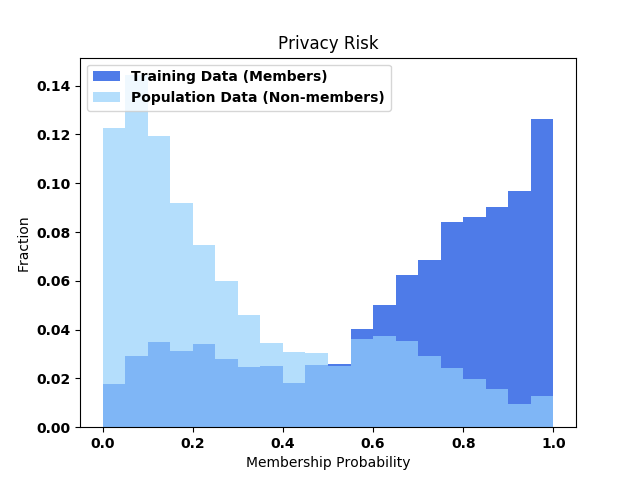 Privacy Risk
Training Data (Members)
Population Data (Non-members)
0.14
0.12
0.10
0.08
0.06
0.04
0.02
0.00
Fraction
0.0 0.2 0.4 0.6 0.8 1.0
Membership Probability